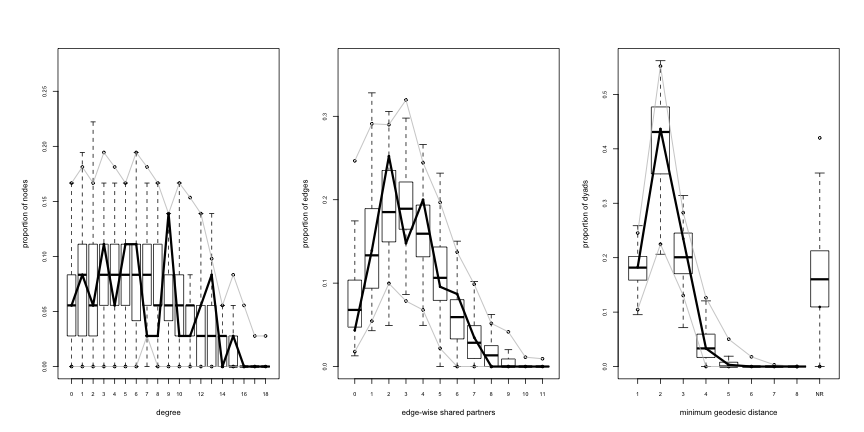 proportion of nodes
0.00
0.05
0.10
0.15
0.20
0.25
0 1 2 3 4 5 6 7 8 9 10 12 14 16 18
degree
proportion of edges
0.0
0.1
0.2
0.3
0 1 2 3 4 5 6 7 8 9 10 11
edge-wise shared partners
proportion of dyads
0.0
0.1
0.2
0.3
0.4
0.5
1 2 3 4 5 6 7 8 NR
minimum geodesic distance